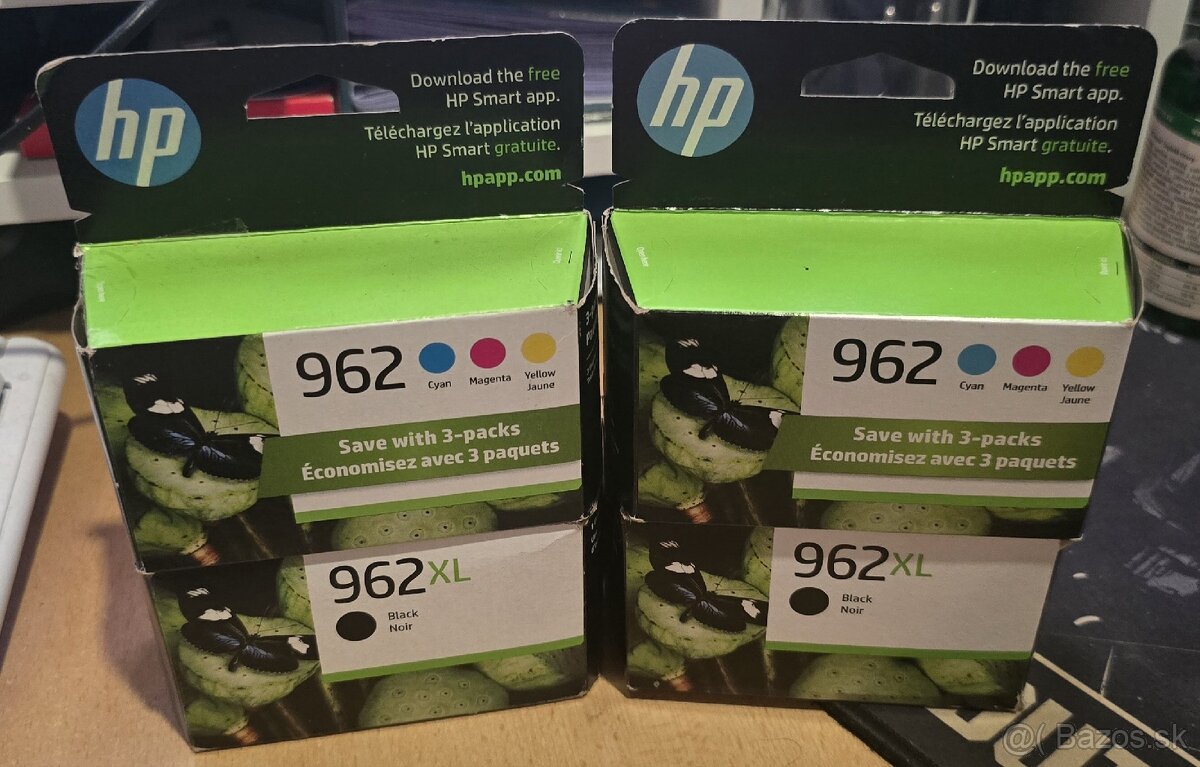 hp
Download the free
HP Smart app.
Téléchargez l'application
HP Smart gratuite.
hpapp.com
962
Cyan
Magenta
Yellow
Jaune
Save with 3-packs
Économisez avec 3 paquets
962XL
Black
Noir
hp
Download the free
HP Smart app.
Téléchargez l'application
HP Smart gratuite.
hpapp.com
962
Cyan
Magenta
Yellow
Jaune
Save with 3-packs
Économisez avec 3 paquets
962XL
Black
Noir
@( Bazos.sk